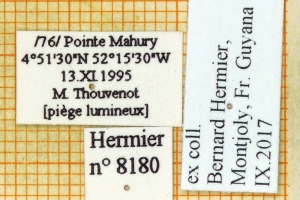 /76/ Pointe Mahury
4°51'30"N 52°15'30"W
13.XI.1995
M. Thouvenot
[piège lumineux]
Hermier
n° 8180
ex coll.
Bernard Hermier,
Montjoly, Fr. Guyana
IX.2017